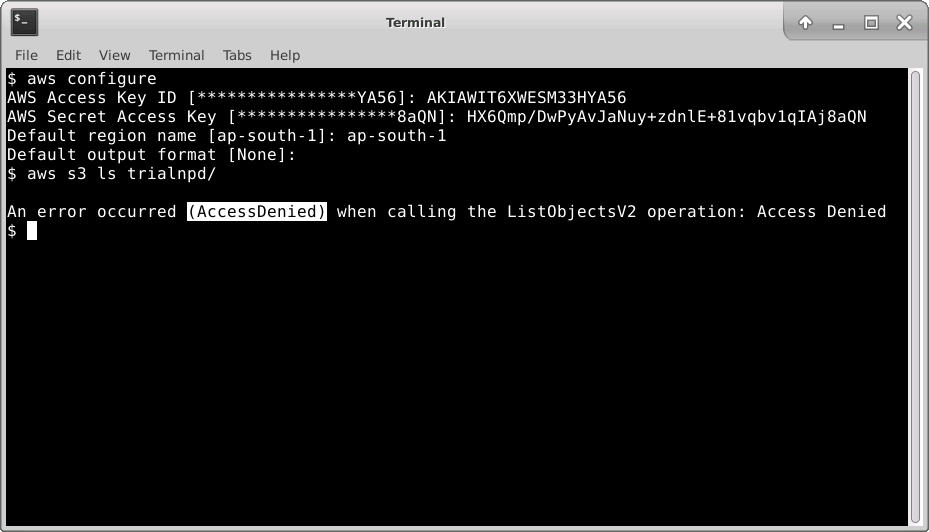 Terminal
File Edit View Terminal Tabs Help
$ aws configure
AWS Access Key ID [****************YA56]: AKIAWIT6XWESM33HYA56
AWS Secret Access Key [****************8aQN]: 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
Default region name [ap-south-1]: ap-south-1
Default output format [None]:
$ aws s3 ls trialnpd/
An error occurred (AccessDenied) when calling the ListObjectsV2 operation: Access Denied
$